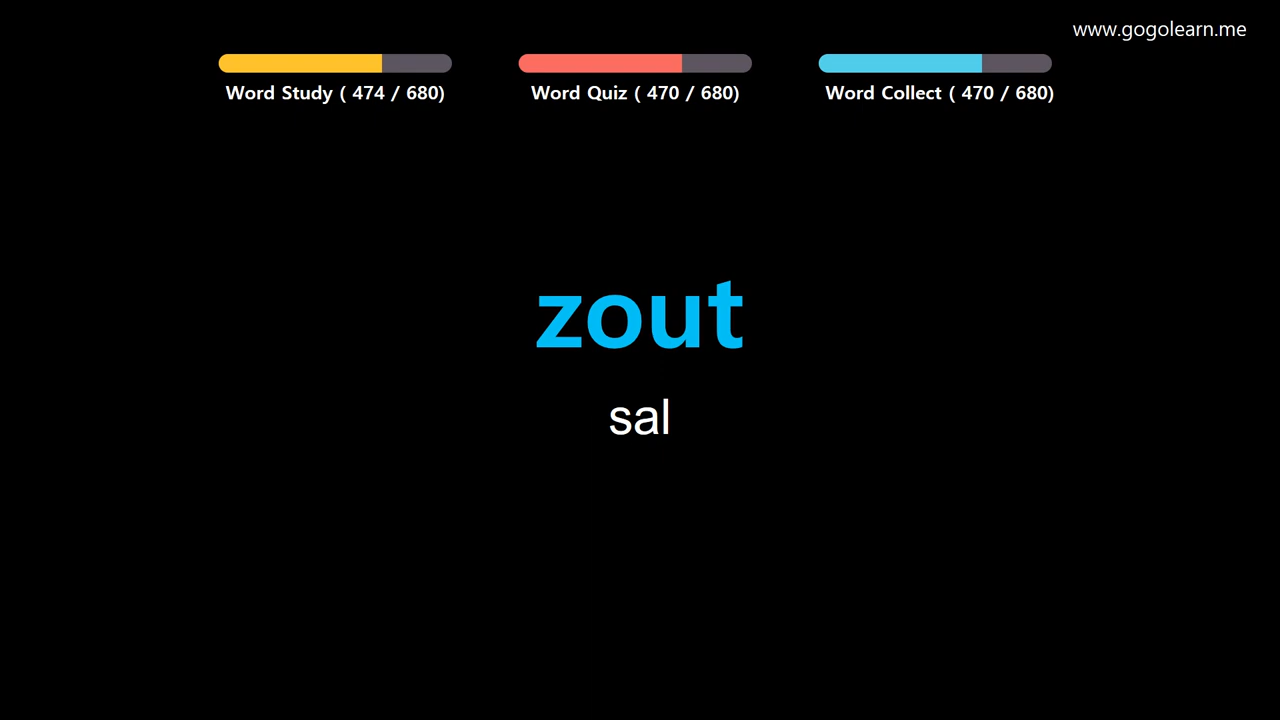 www.gogolearn.me
Word Study ( 474 / 680)
Word Quiz ( 470 / 680)
Word Collect ( 470 / 680)
zout
sal